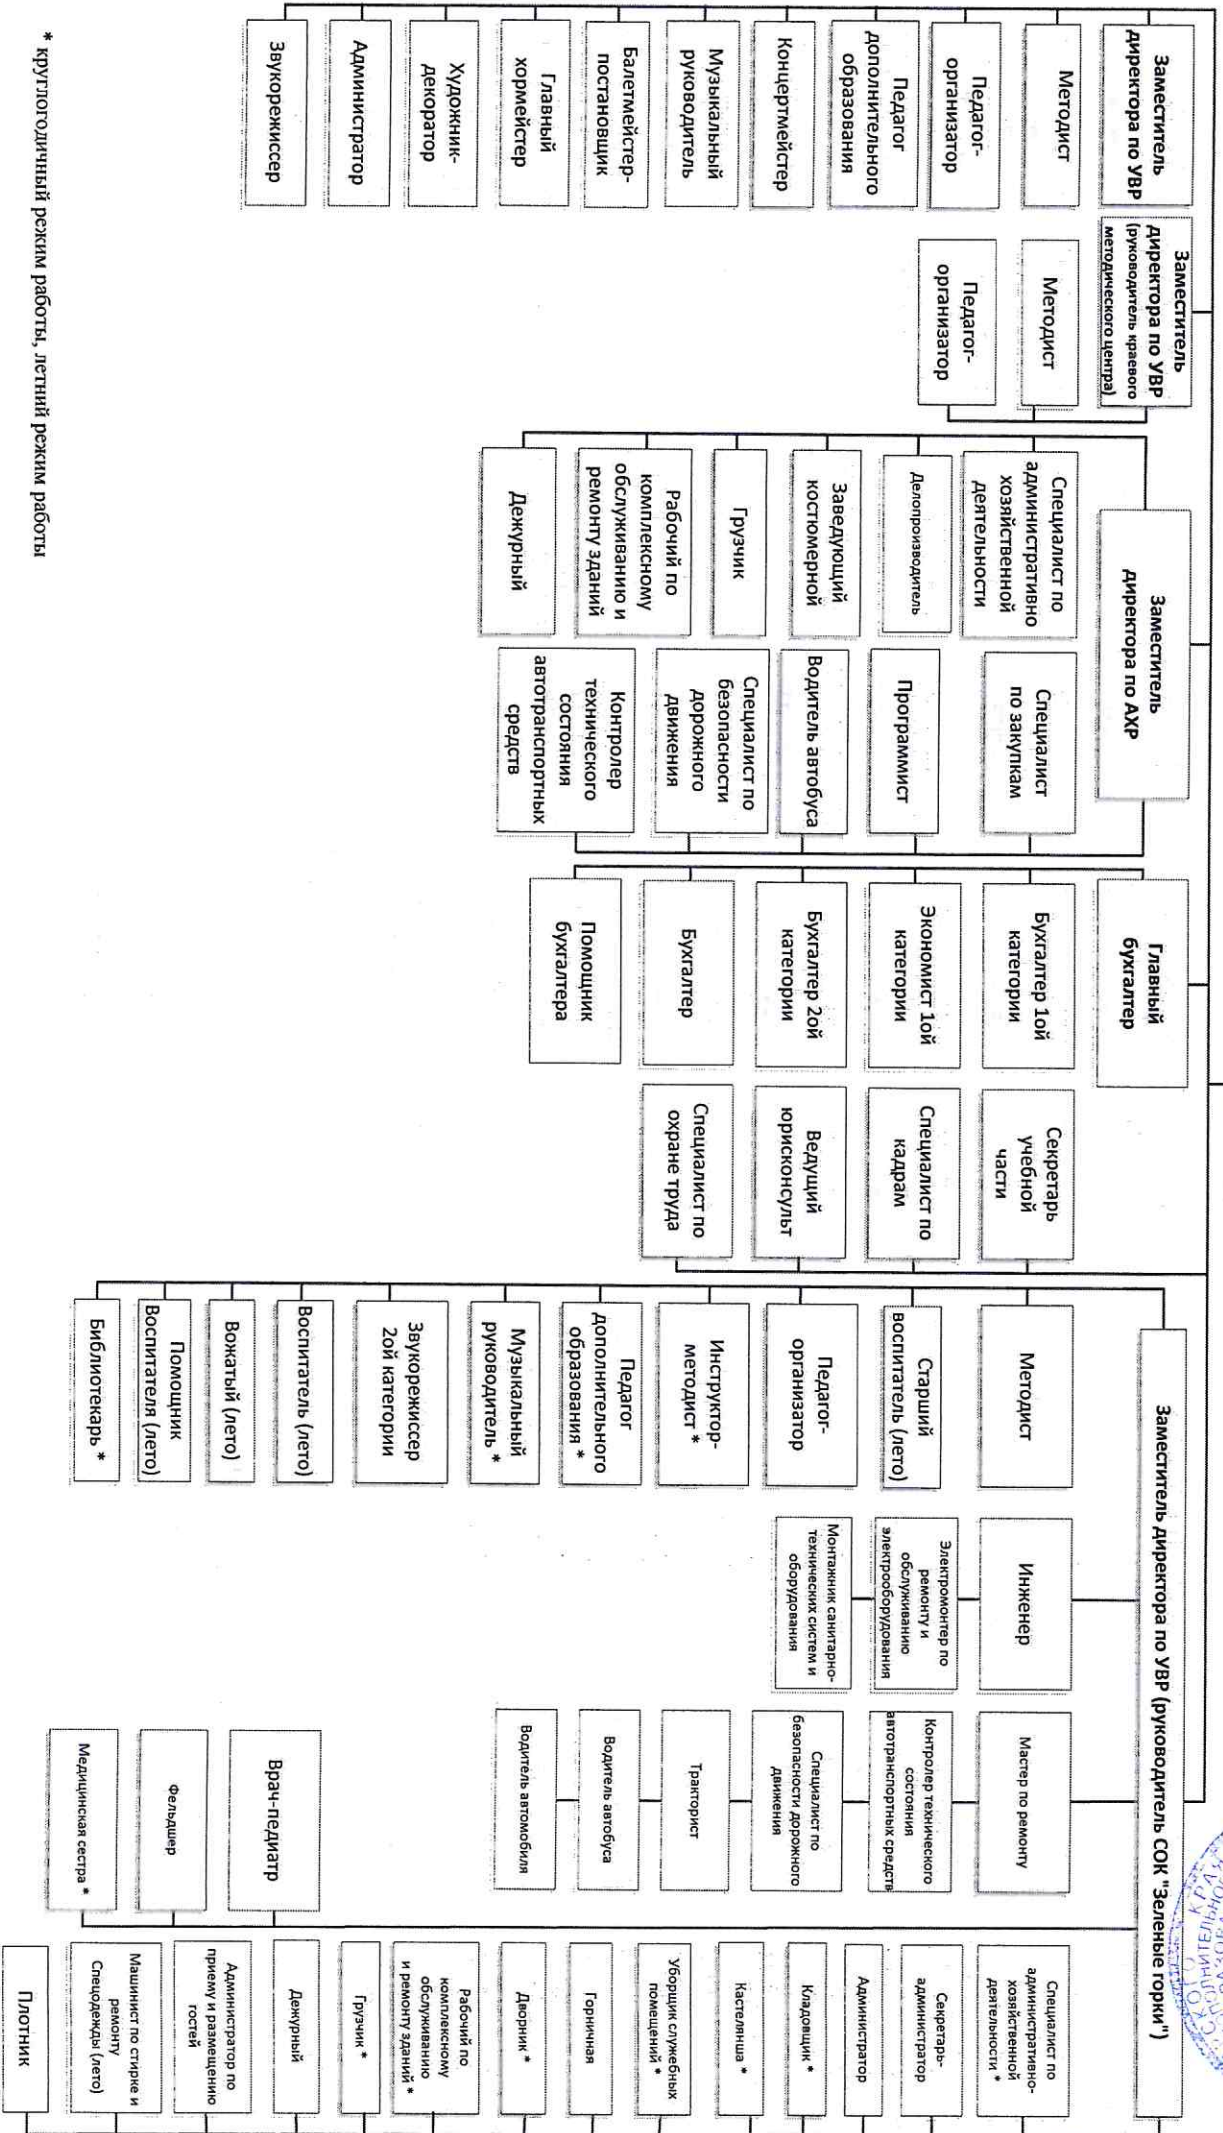 Заместитель
директора по УВР
Методист
Педагог-
организатор
Педагог
дополнительного
образования
Концертмейстер
Музыкальный
руководитель
Балетмейстер-
постановщик
Главный
хормейстер
Художник-
декоратор
Администратор
Звукорежиссер
Заместитель
директора по УВР
(руководитель краевого
методического центра)
Методист
Педагог-
организатор
Заместитель
директора по АХР
Специалист по
административно
хозяйственной
деятельности
Делопроизводитель
Заведующий
костюмерной
Грузчик
Рабочий по
комплексному
обслуживанию и
ремонту зданий
Дежурный
Специалист
по закупкам
Программист
Водитель автобуса
Специалист по
безопасности
дорожного
движения
Контролер
технического
состояния
автотранспортных
средств
Главный
бухгалтер
Бухгалтер 1ой
категории
Экономист 1ой
категории
Бухгалтер 2ой
категории
Бухгалтер
Помощник
бухгалтера
Секретарь
учебной
части
Специалист по
кадрам
Ведущий
юрисконсульт
Специалист по
охране труда
Заместитель директора по УВР (руководитель СОК "Зеленые горки")
Методист
Старший
воспитатель (лето)
Педагог-
организатор
Инструктор-
методист *
Педагог
дополнительного
образования *
Музыкальный
руководитель *
Звукорежиссер
2ой категории
Воспитатель (лето)
Вожатый (лето)
Помощник
Воспитателя (лето)
Библиотекарь *
Инженер
Электромонтер по
ремонту и
обслуживанию
электрооборудования
Монтажник санитарно-
технических систем и
оборудования
Мастер по ремонту
Контролер технического
состояния
автотранспортных средств
Специалист по
безопасности дорожного
движения
Тракторист
Водитель автобуса
Водитель автомобиля
Врач-педиатр
Фельдшер
Медицинская сестра *
Специалист по
административно-
хозяйственной
деятельности *
Секретарь-
администратор
Администратор
Кладовщик *
Кастелянша *
Уборщик служебных
помещений *
Горничная
Дворник *
Рабочий по
комплексному
обслуживанию
и ремонту зданий *
Грузчик *
Дежурный
Администратор по
приему и размещению
гостей
Машинист по стирке и
ремонту
Спецодежды (лето)
Плотник
* круглогодичный режим работы, летний режим работы